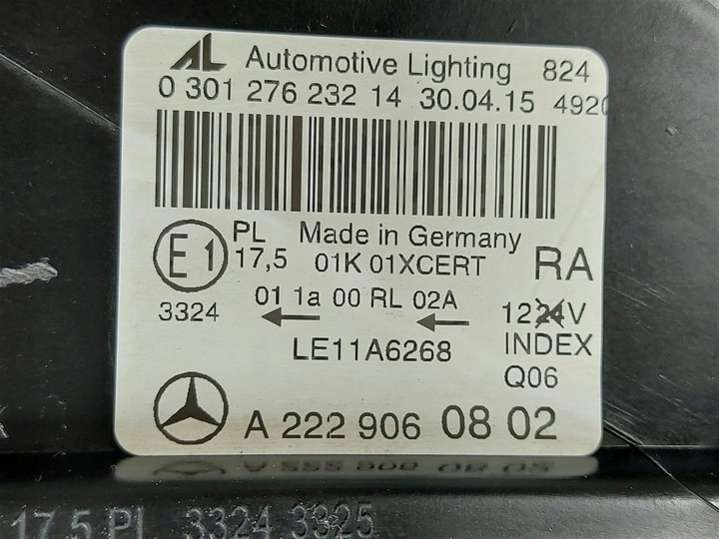 AL Automotive Lighting 824
0 301 276 232 14 30.04.15 4920
E1 PL 17,5 Made in Germany
01K 01XCERT RA
01 1a 00 RL 02A
3324 12 24V
LE11A6268 INDEX
Q06
A 222 906 08 02
17,5 PL 3324 3325